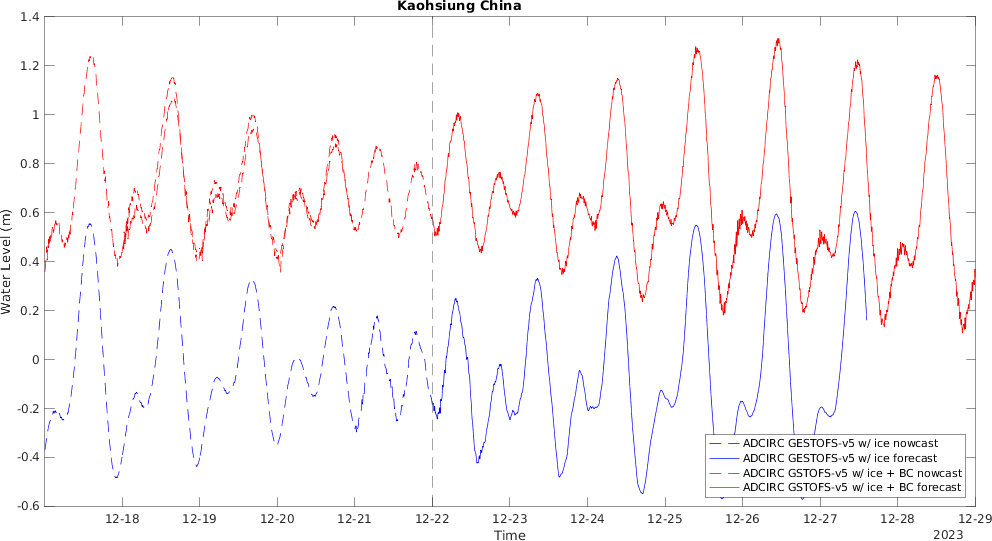 Kaohsiung China
1.4
1.2
1
0.8
0.6
0.4
0.2
0
-0.2
-0.4
-0.6
Water Level (m)
ADCIRC GESTOFS-v5 w/ ice nowcast
ADCIRC GESTOFS-v5 w/ ice forecast
ADCIRC GSTOFS-v5 w/ ice + BC nowcast
ADCIRC GSTOFS-v5 w/ ice + BC forecast
12-18 12-19 12-20 12-21 12-22 12-23 12-24 12-25 12-26 12-27 12-28 12-29
Time 2023